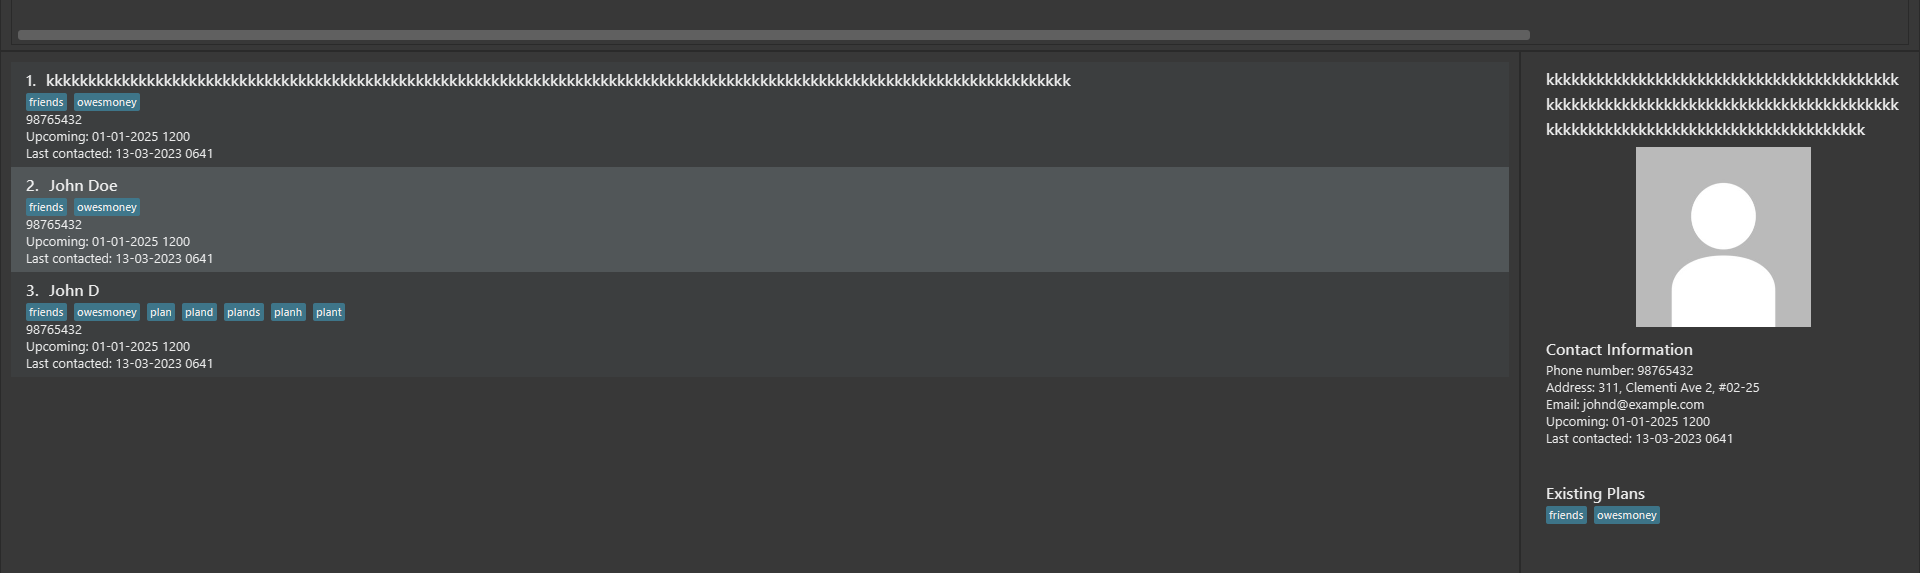 1. kkkkkkkkkkkkkkkkkkkkkkkkkkkkkkkkkkkkkkkkkkkkkkkkkkkkkkkkkkkkkkkkkkkkkkkkkkkkkkkkkkkkkkkkkkkkkkkkkkkkkkkkkkkkkkkkkkkkkkkkkk
friends owesmoney
98765432
Upcoming: 01-01-2025 1200
Last contacted: 13-03-2023 0641
2. John Doe
friends owesmoney
98765432
Upcoming: 01-01-2025 1200
Last contacted: 13-03-2023 0641
3. John D
friends owesmoney plan pland plands planh plant
98765432
Upcoming: 01-01-2025 1200
Last contacted: 13-03-2023 0641
kkkkkkkkkkkkkkkkkkkkkkkkkkkkkkkkkkkkkkkkkk
kkkkkkkkkkkkkkkkkkkkkkkkkkkkkkkkkkkkkkkkkk
kkkkkkkkkkkkkkkkkkkkkkkkkkkkkkkkkkkkkk
Contact Information
Phone number: 98765432
Address: 311, Clementi Ave 2, #02-25
Email: johnd@example.com
Upcoming: 01-01-2025 1200
Last contacted: 13-03-2023 0641
Existing Plans
friends owesmoney